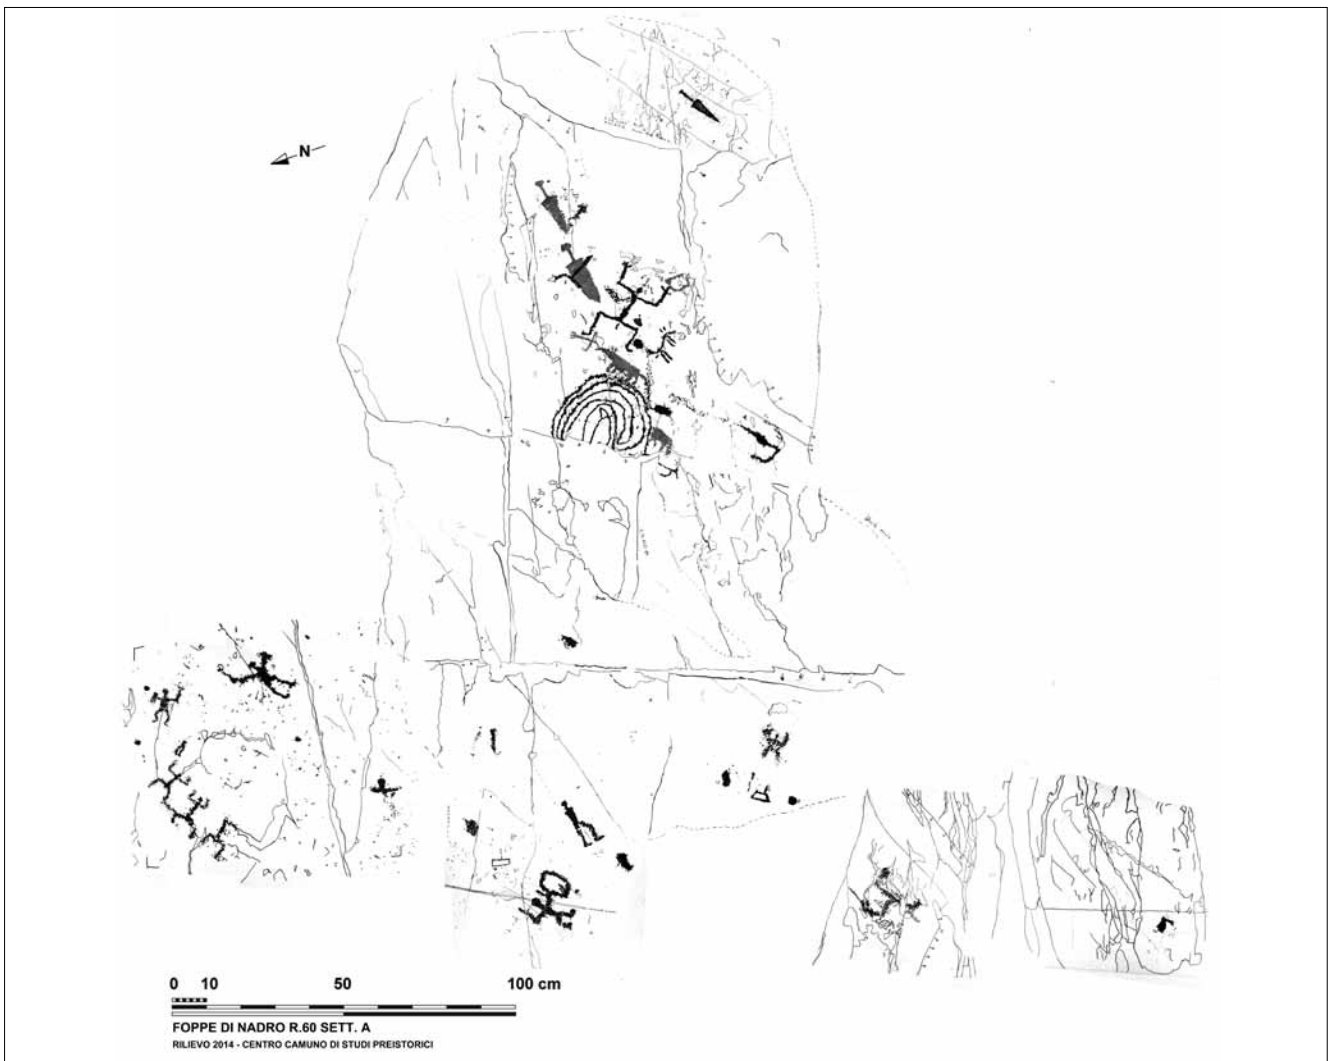 N
0 10 50 100 cm
FOPPE DI NADRO R.60 SETT. A
RILIEVO 2014 - CENTRO CAMUNO DI STUDI PREISTORICI